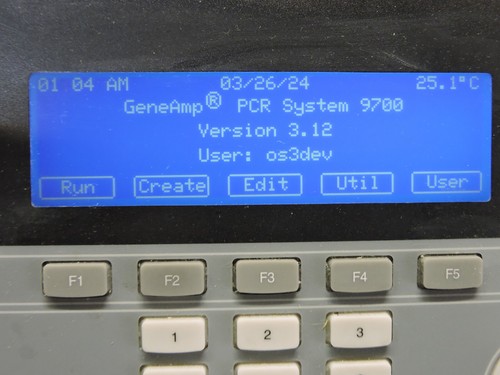 01 04 AM 03/26/24 25.1°C
GeneAmp® PCR System 9700
Version 3.12
User: os3dev
Run Create Edit Util User
F1 F2 F3 F4 F5
1 2 3